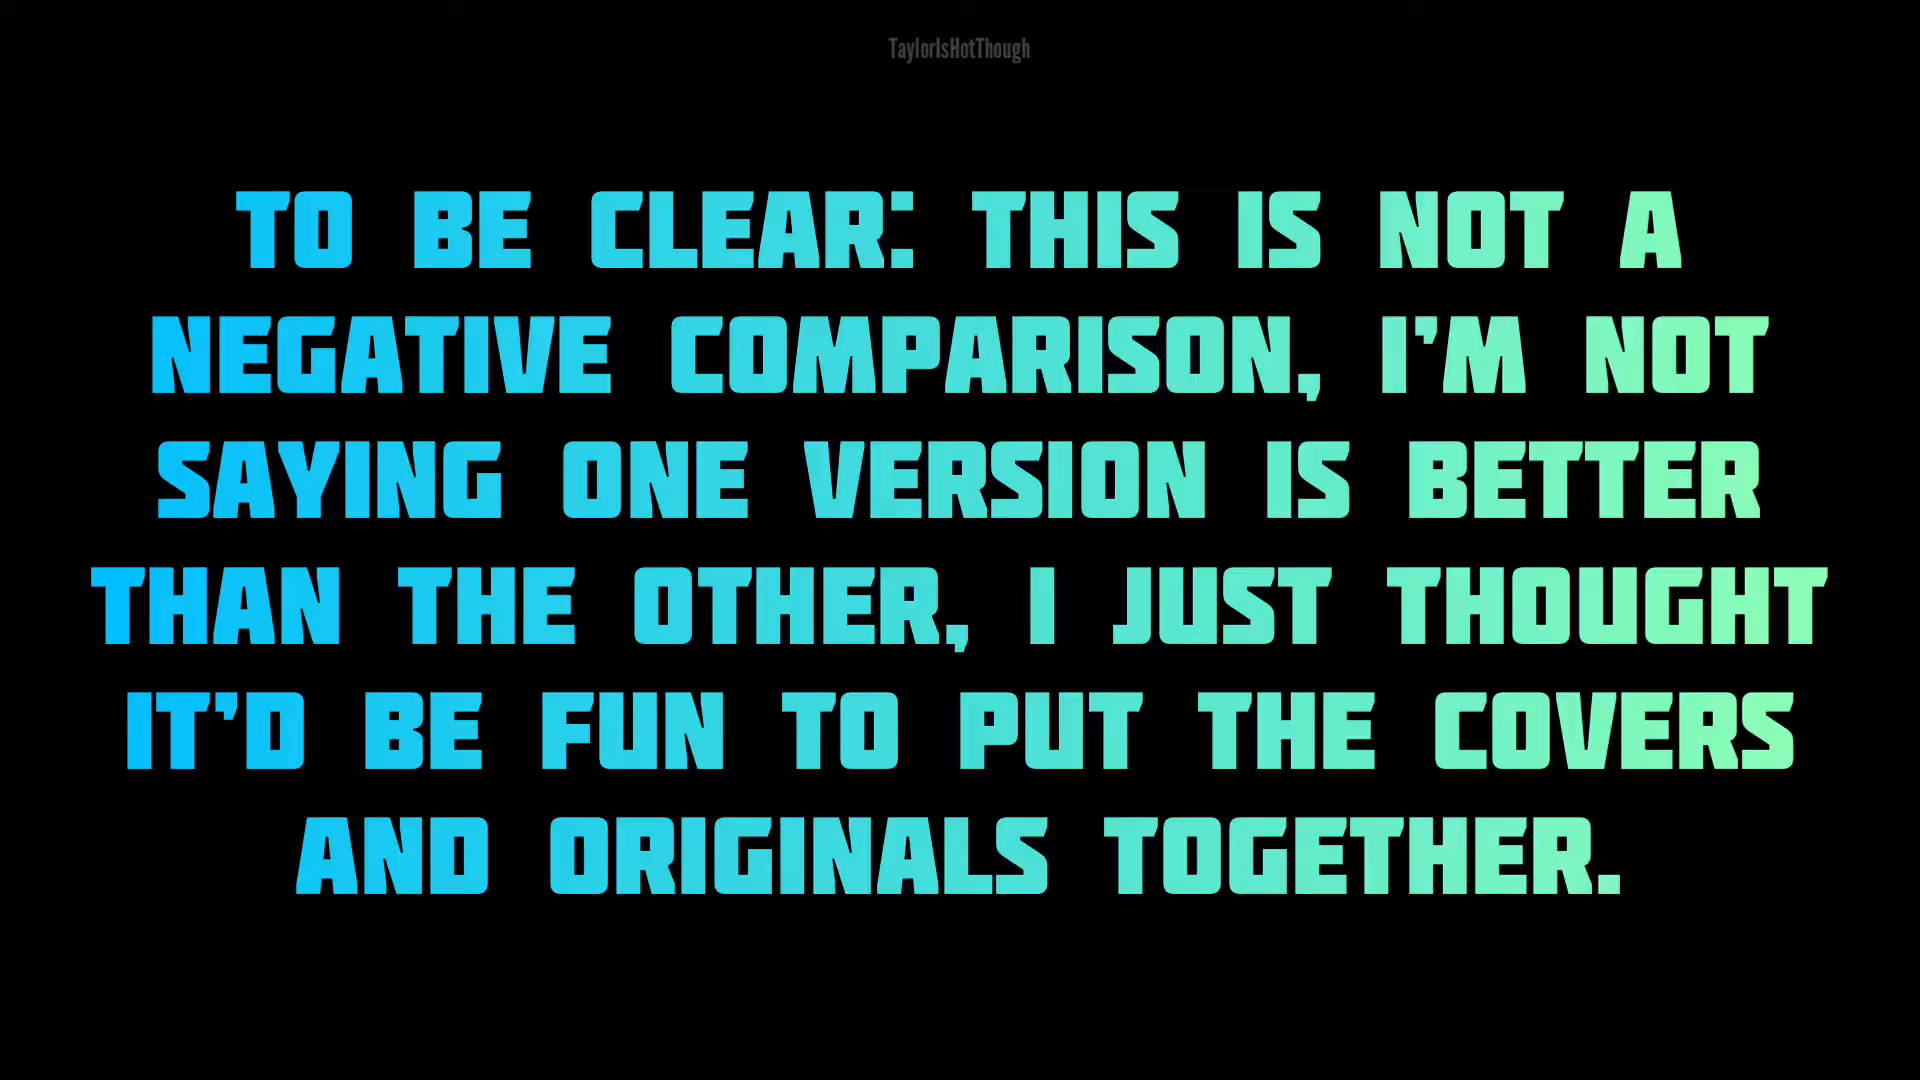 TaylorIsHotThough
TO BE CLEAR: THIS IS NOT A
NEGATIVE COMPARISON, I'M NOT
SAYING ONE VERSION IS BETTER
THAN THE OTHER, I JUST THOUGHT
IT'D BE FUN TO PUT THE COVERS
AND ORIGINALS TOGETHER.